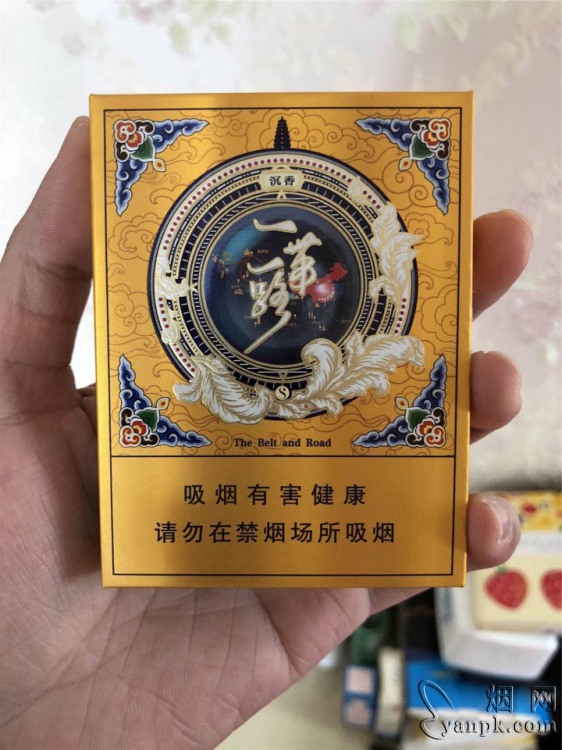 沉香
一带一路
The Belt and Road
吸烟有害健康
请勿在禁烟场所吸烟
烟网
yanpk.com